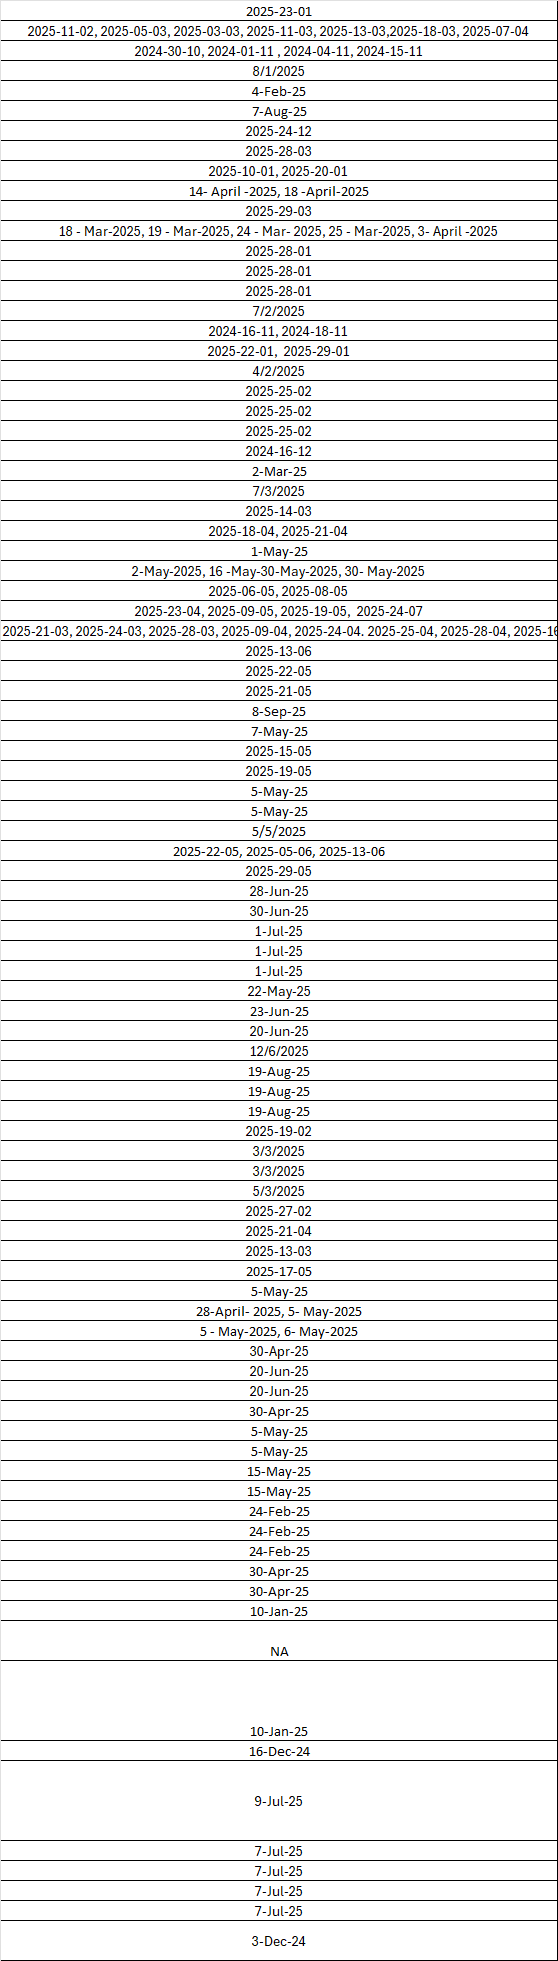 2025-23-01
2025-11-02, 2025-05-03, 2025-03-03, 2025-11-03, 2025-13-03,2025-18-03, 2025-07-04
2024-30-10, 2024-01-11 , 2024-04-11, 2024-15-11
8/1/2025
4-Feb-25
7-Aug-25
2025-24-12
2025-28-03
2025-10-01, 2025-20-01
14- April -2025, 18 -April-2025
2025-29-03
18 - Mar-2025, 19 - Mar-2025, 24 - Mar- 2025, 25 - Mar-2025, 3- April -2025
2025-28-01
2025-28-01
2025-28-01
7/2/2025
2024-16-11, 2024-18-11
2025-22-01,  2025-29-01
4/2/2025
2025-25-02
2025-25-02
2025-25-02
2024-16-12
2-Mar-25
7/3/2025
2025-14-03
2025-18-04, 2025-21-04
1-May-25
2-May-2025, 16 -May-30-May-2025, 30- May-2025
2025-06-05, 2025-08-05
2025-23-04, 2025-09-05, 2025-19-05,  2025-24-07
2025-21-03, 2025-24-03, 2025-28-03, 2025-09-04, 2025-24-04. 2025-25-04, 2025-28-04, 2025-16
2025-13-06
2025-22-05
2025-21-05
8-Sep-25
7-May-25
2025-15-05
2025-19-05
5-May-25
5-May-25
5/5/2025
2025-22-05, 2025-05-06, 2025-13-06
2025-29-05
28-Jun-25
30-Jun-25
1-Jul-25
1-Jul-25
1-Jul-25
22-May-25
23-Jun-25
20-Jun-25
12/6/2025
19-Aug-25
19-Aug-25
19-Aug-25
2025-19-02
3/3/2025
3/3/2025
5/3/2025
2025-27-02
2025-21-04
2025-13-03
2025-17-05
5-May-25
28-April- 2025, 5- May-2025
5 - May-2025, 6- May-2025
30-Apr-25
20-Jun-25
20-Jun-25
30-Apr-25
5-May-25
5-May-25
15-May-25
15-May-25
24-Feb-25
24-Feb-25
24-Feb-25
30-Apr-25
30-Apr-25
10-Jan-25
NA
10-Jan-25
16-Dec-24
9-Jul-25
7-Jul-25
7-Jul-25
7-Jul-25
7-Jul-25
3-Dec-24